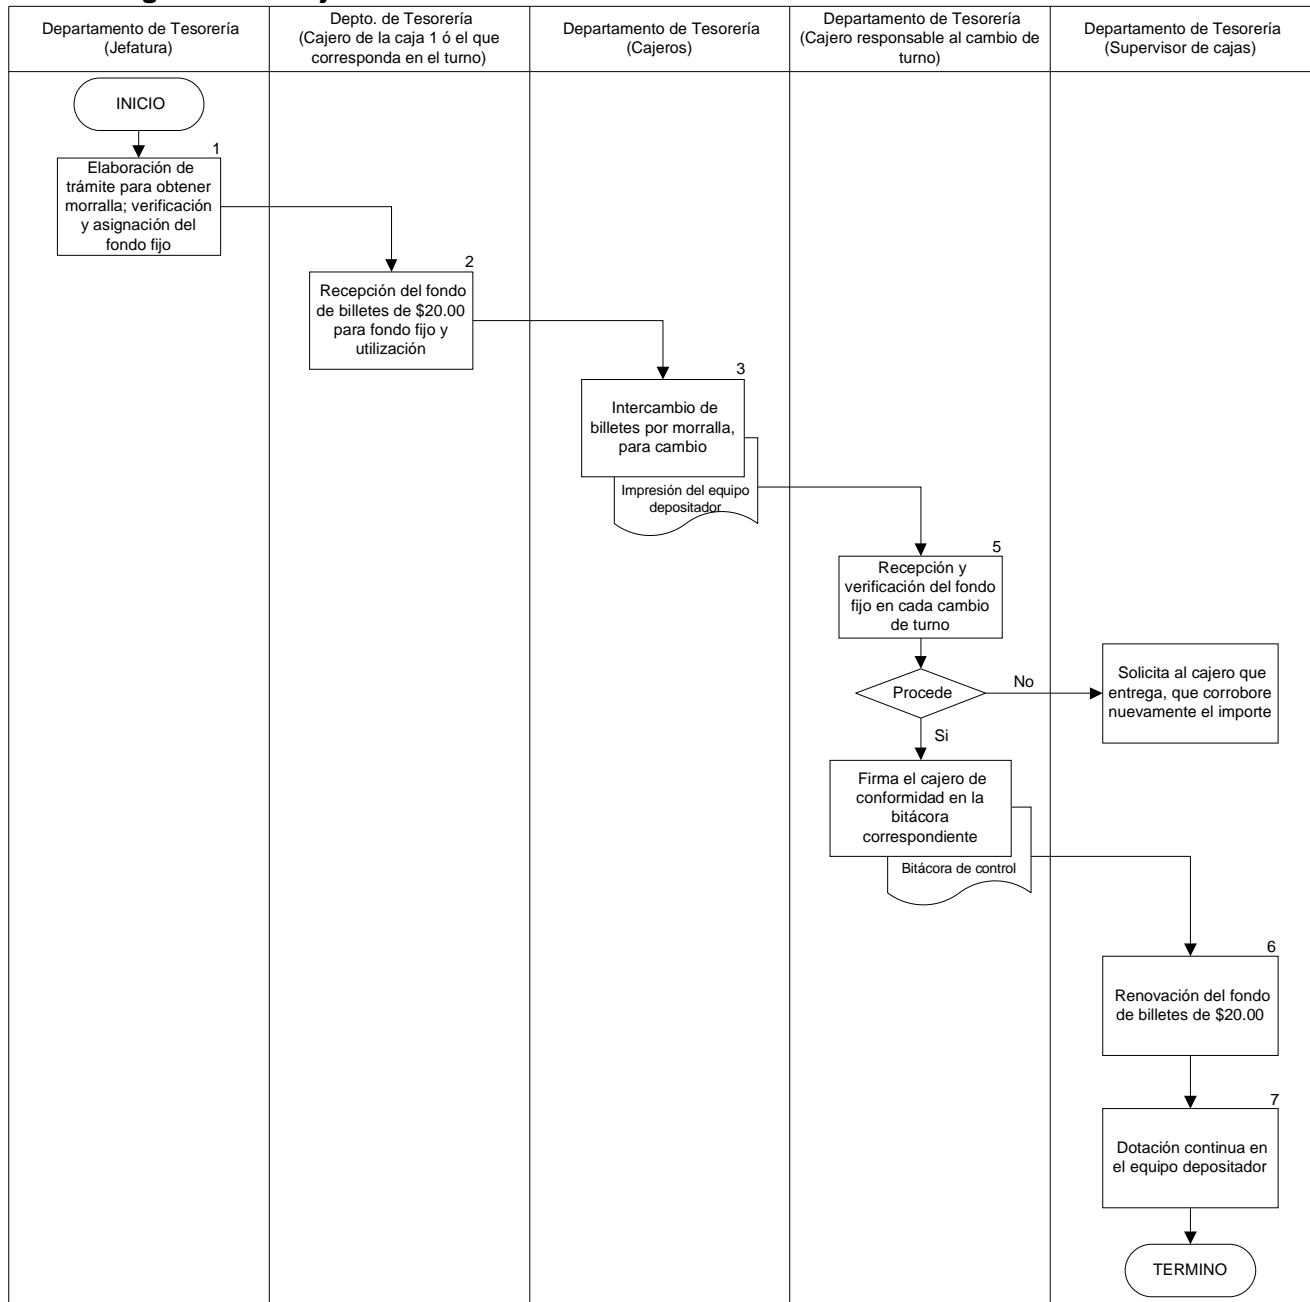 Departamento de Tesorería
(Jefatura)
Depto. de Tesorería
(Cajero de la caja 1 ó el que
corresponda en el turno)
Departamento de Tesorería
(Cajeros)
Departamento de Tesorería
(Cajero responsable al cambio de
turno)
Departamento de Tesorería
(Supervisor de cajas)
INICIO
1
Elaboración de
trámite para obtener
morralla; verificación
y asignación del
fondo fijo
2
Recepción del fondo
de billetes de $20.00
para fondo fijo y
utilización
3
Intercambio de
billetes por morralla,
para cambio
Impresión del equipo
depositador
5
Recepción y
verificación del fondo
fijo en cada cambio
de turno
Procede
No
Solicita al cajero que
entrega, que corrobore
nuevamente el importe
Si
Firma el cajero de
conformidad en la
bitácora
correspondiente
Bitácora de control
6
Renovación del fondo
de billetes de $20.00
7
Dotación continua en
el equipo depositador
TERMINO